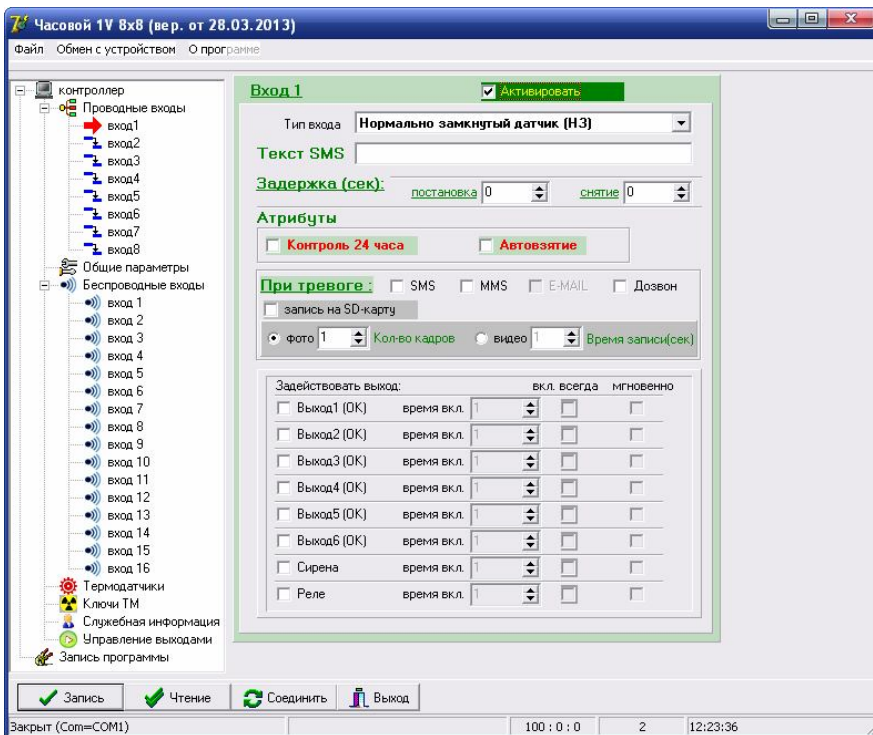 Часовой 1V 8x8 (вер. от 28.03.2013)
Файл Обмен с устройством О программе
контроллер
Проводные входы
вход1
вход2
вход3
вход4
вход5
вход6
вход7
вход8
Общие параметры
Беспроводные входы
вход 1
вход 2
вход 3
вход 4
вход 5
вход 6
вход 7
вход 8
вход 9
вход 10
вход 11
вход 12
вход 13
вход 14
вход 15
вход 16
Термодатчики
Ключи ТМ
Служебная информация
Управление выходами
Запись программы
Вход 1 Активировать
Тип входа Нормально замкнутый датчик (НЗ)
Текст SMS
Задержка (сек): постановка 0 снятие 0
Атрибуты
Контроль 24 часа Автовзятие
При тревоге : SMS MMS E-MAIL Дозвон
запись на SD-карту
фото 1 Кол-во кадров видео 1 Время записи(сек)
Задействовать выход: вкл. всегда мгновенно
Выход1 (ОК) время вкл. 1
Выход2 (ОК) время вкл. 1
Выход3 (ОК) время вкл. 1
Выход4 (ОК) время вкл. 1
Выход5 (ОК) время вкл. 1
Выход6 (ОК) время вкл. 1
Сирена время вкл. 1
Реле время вкл. 1
Запись Чтение Соединить Выход
Закрыт (Com=COM1) 100 : 0 : 0 2 12:23:36